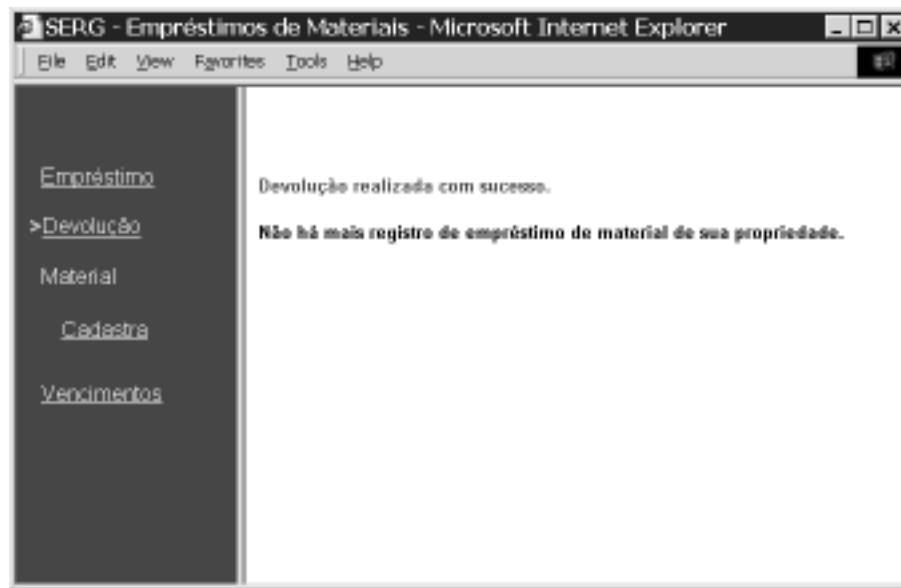 SERG - Empréstimos de Materiais - Microsoft Internet Explorer
File Edit View Favorites Tools Help
Empréstimo
>Devolução
Material
Cadastra
Vencimentos
Devolução realizada com sucesso.
Não há mais registro de empréstimo de material de sua propriedade.